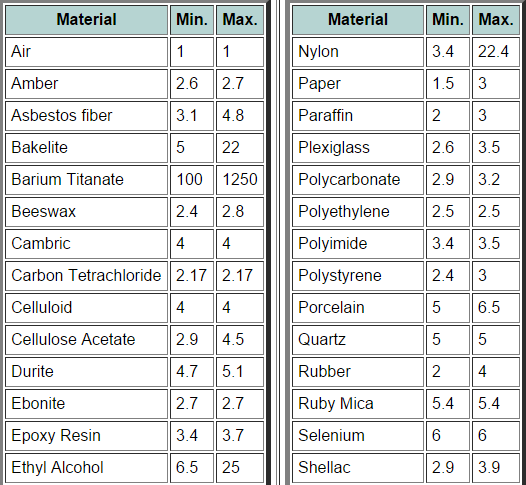 Material Min. Max.
Air 1 1
Amber 2.6 2.7
Asbestos fiber 3.1 4.8
Bakelite 5 22
Barium Titanate 100 1250
Beeswax 2.4 2.8
Cambric 4 4
Carbon Tetrachloride 2.17 2.17
Celluloid 4 4
Cellulose Acetate 2.9 4.5
Durite 4.7 5.1
Ebonite 2.7 2.7
Epoxy Resin 3.4 3.7
Ethyl Alcohol 6.5 25
Material Min. Max.
Nylon 3.4 22.4
Paper 1.5 3
Paraffin 2 3
Plexiglass 2.6 3.5
Polycarbonate 2.9 3.2
Polyethylene 2.5 2.5
Polyimide 3.4 3.5
Polystyrene 2.4 3
Porcelain 5 6.5
Quartz 5 5
Rubber 2 4
Ruby Mica 5.4 5.4
Selenium 6 6
Shellac 2.9 3.9